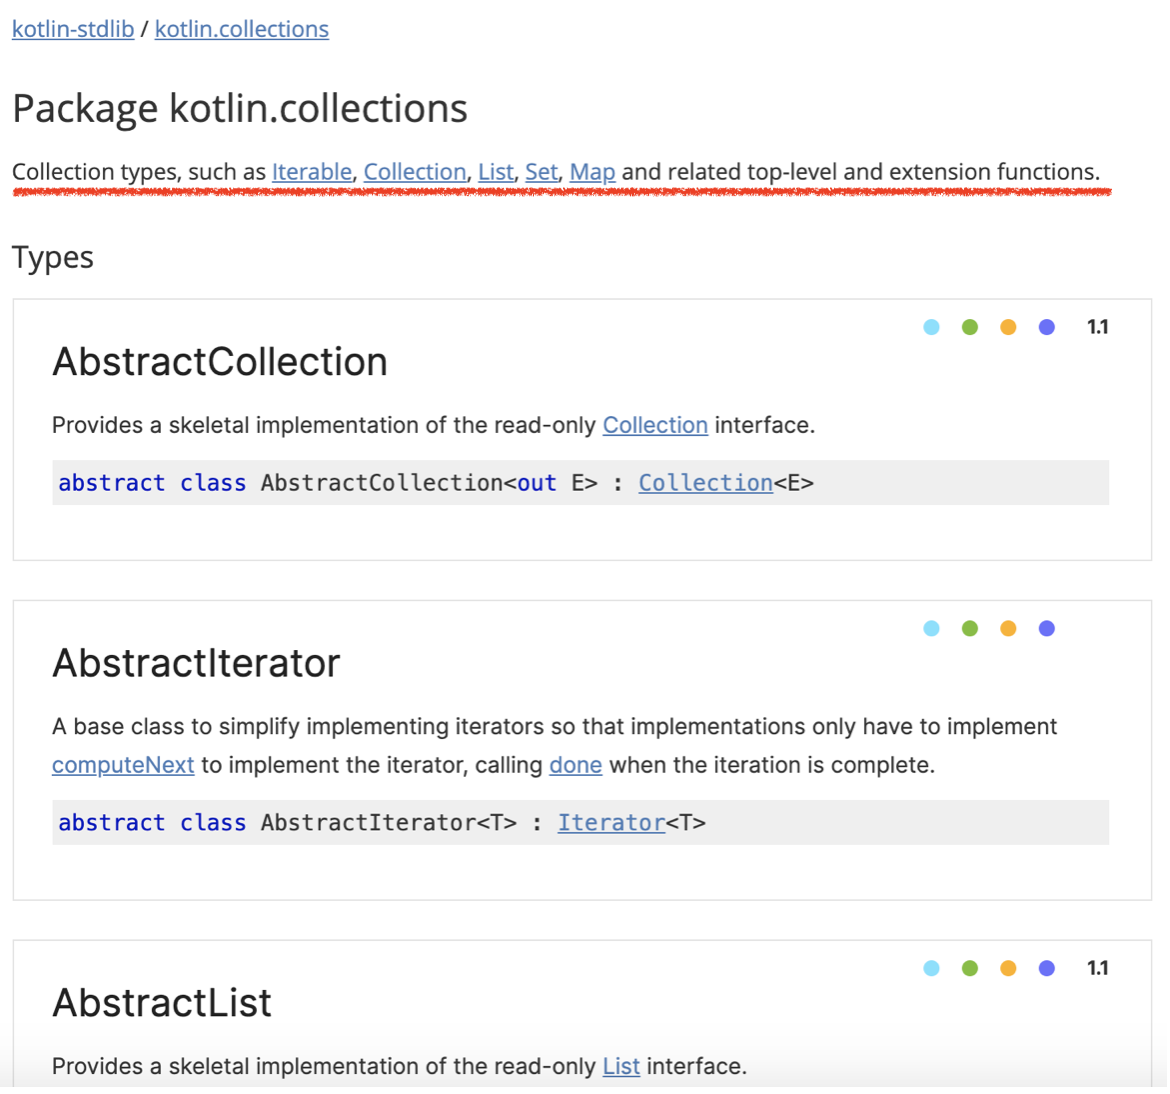 kotlin-stdlib / kotlin.collections
Package kotlin.collections
Collection types, such as Iterable, Collection, List, Set, Map and related top-level and extension functions.
Types
1.1
AbstractCollection
Provides a skeletal implementation of the read-only Collection interface.
abstract class AbstractCollection<out E> : Collection<E>
AbstractIterator
A base class to simplify implementing iterators so that implementations only have to implement
computeNext to implement the iterator, calling done when the iteration is complete.
abstract class AbstractIterator<T> : Iterator<T>
1.1
AbstractList
Provides a skeletal implementation of the read-only List interface.